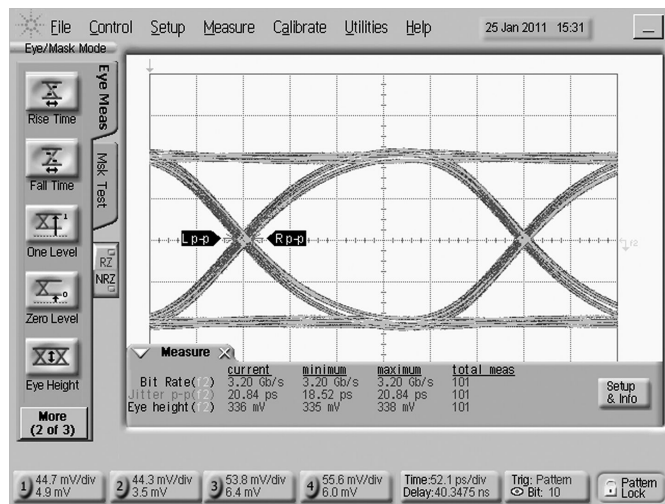 File Control Setup Measure Calibrate Utilities Help 25 Jan 2011 15:31
Eye/Mask Mode
Eye Meas
Msk Test
Rise Time
Fall Time
One Level
RZ
NRZ
Zero Level
Eye Height
More
(2 of 3)
L p-p R p-p
f2
Measure
current minimum maximum total meas
Bit Rate(f2) 3.20 Gb/s 3.20 Gb/s 3.20 Gb/s 101
Jitter p-p(f2) 20.84 ps 18.52 ps 20.84 ps 101
Eye height(f2) 336 mV 335 mV 338 mV 101
Setup
& Info
1 44.7 mV/div
4.9 mV
2 44.3 mV/div
3.5 mV
3 53.8 mV/div
6.4 mV
4 55.6 mV/div
6.0 mV
Time:52.1 ps/div
Delay:40.3475 ns
Trig: Pattern
Bit: 10
Pattern
Lock